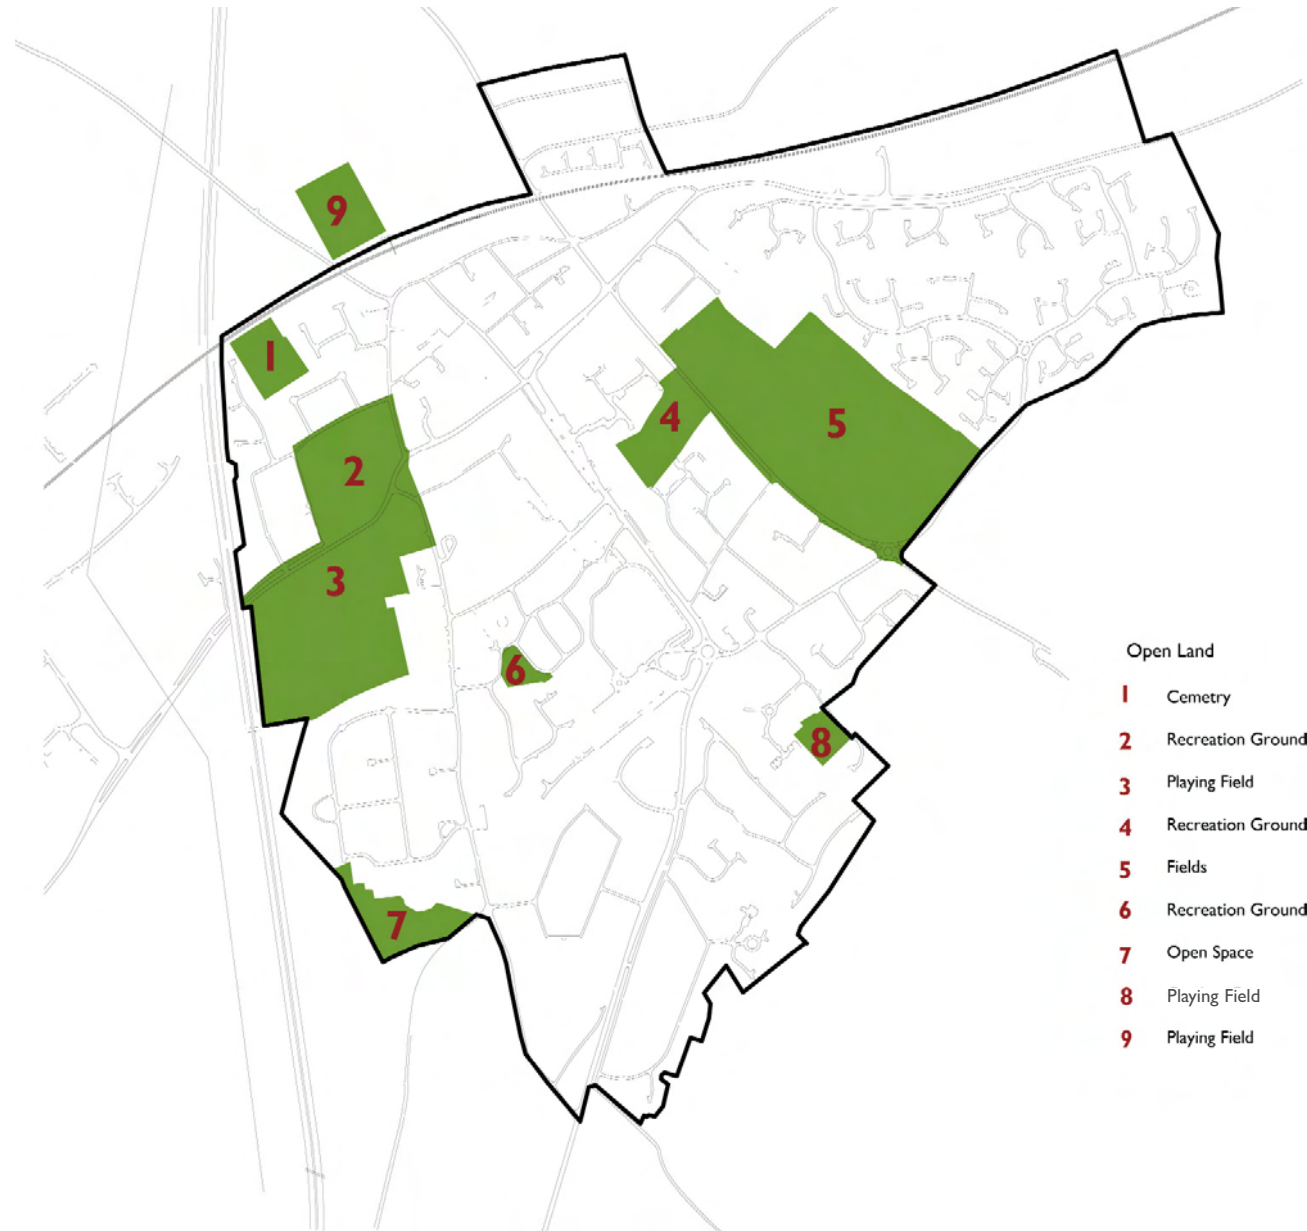 9
1
2
4
5
3
6
8
7
Open Land
1 Cemetry
2 Recreation Ground
3 Playing Field
4 Recreation Ground
5 Fields
6 Recreation Ground
7 Open Space
8 Playing Field
9 Playing Field